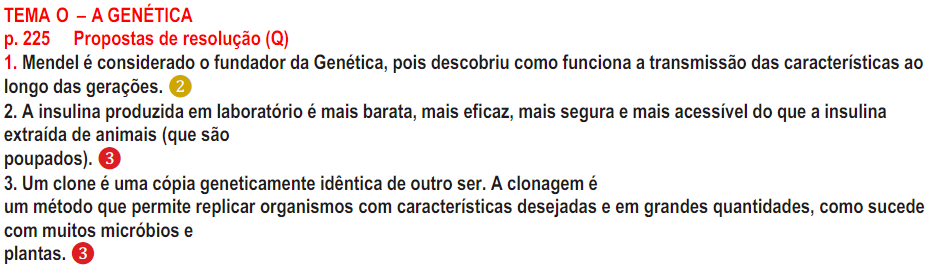 TEMA O – A GENÉTICA
p. 225 Propostas de resolução (Q)
1. Mendel é considerado o fundador da Genética, pois descobriu como funciona a transmissão das características ao
longo das gerações. 2
2. A insulina produzida em laboratório é mais barata, mais eficaz, mais segura e mais acessível do que a insulina
extraída de animais (que são
poupados). 3
3. Um clone é uma cópia geneticamente idêntica de outro ser. A clonagem é
um método que permite replicar organismos com características desejadas e em grandes quantidades, como sucede
com muitos micróbios e
plantas. 3